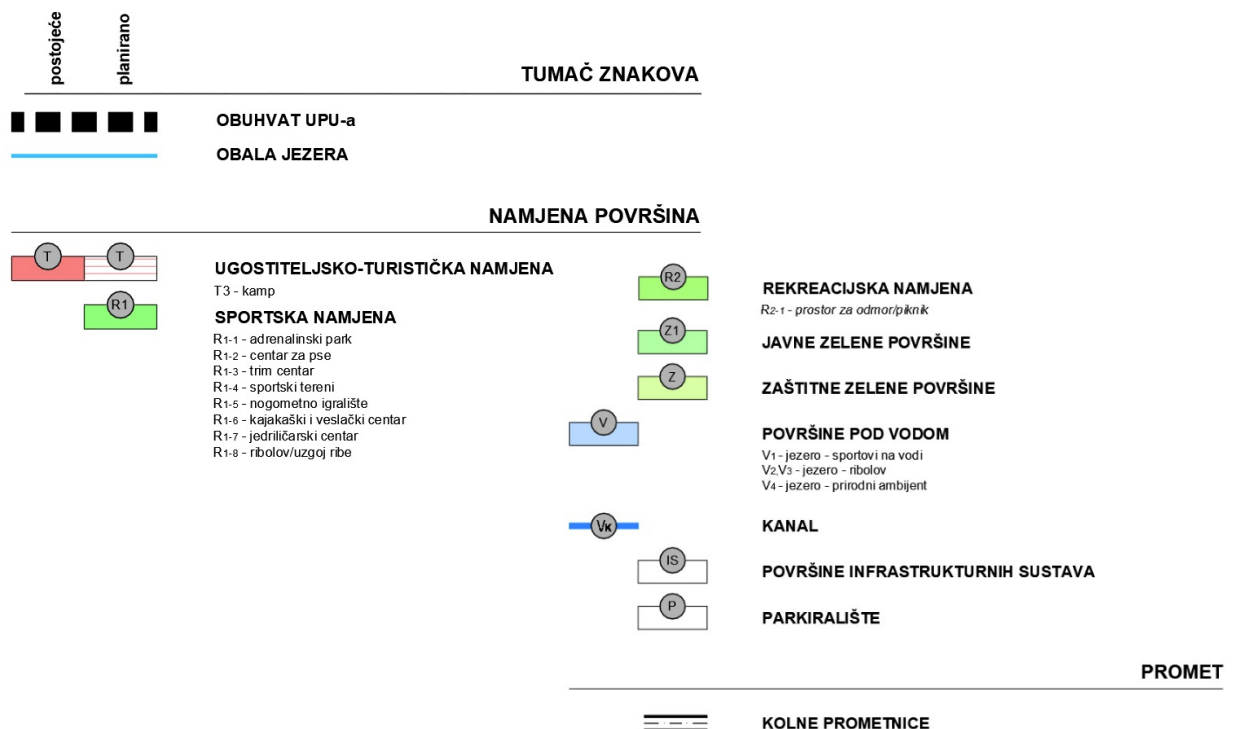 postojeće
planirano
TUMAČ ZNAKOVA
OBUHVAT UPU-a
OBALA JEZERA
NAMJENA POVRŠINA
T
T
UGOSTITELJSKO-TURISTIČKA NAMJENA
T3 - kamp
R1
SPORTSKA NAMJENA
R1-1 - adrenalinski park
R1-2 - centar za pse
R1-3 - trim centar
R1-4 - sportski tereni
R1-5 - nogometno igralište
R1-6 - kajakaški i veslački centar
R1-7 - jedriličarski centar
R1-8 - ribolov/uzgoj ribe
R2
REKREACIJSKA NAMJENA
R2-1 - prostor za odmor/piknik
Z1
JAVNE ZELENE POVRŠINE
Z
ZAŠTITNE ZELENE POVRŠINE
V
POVRŠINE POD VODOM
V1 - jezero - sportovi na vodi
V2,V3 - jezero - ribolov
V4 - jezero - prirodni ambijent
VK
KANAL
IS
POVRŠINE INFRASTRUKTURNIH SUSTAVA
P
PARKIRALIŠTE
PROMET
KOLNE PROMETNICE